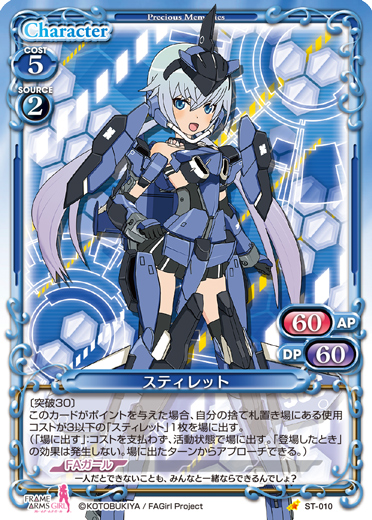 Precious Memories
Character
COST
5
SOURCE
2
60 AP
DP 60
スティレット
〔突破30〕
このカードがポイントを与えた場合、自分の捨て札置き場にある使用
コストが3以下の「スティレット」1枚を場に出す。
(「場に出す」:コストを支払わず、活動状態で場に出す。「登場したとき」
の効果は発生しない。場に出たターンからアプローチできる。)
FAガール
一人だとできないことも、みんなと一緒ならできるんでしょ？
FRAME
ARMS GIRL
©KOTOBUKIYA / FAGirl Project
ST-010